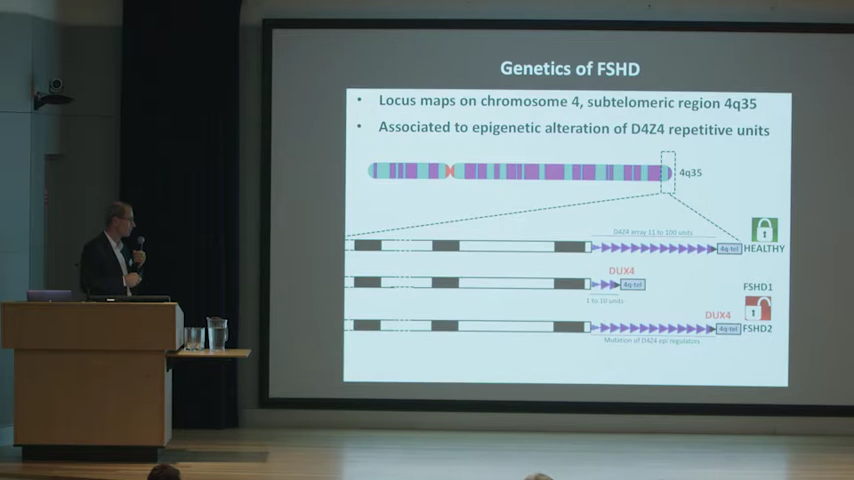 Genetics of FSHD
• Locus maps on chromosome 4, subtelomeric region 4q35
• Associated to epigenetic alteration of D4Z4 repetitive units
4q35
D4Z4 array 11 to 100 units
4q-tel HEALTHY
DUX4
4q-tel
FSHD1
1 to 10 units
DUX4
4q-tel FSHD2
Mutation of D4Z4 epi-regulators